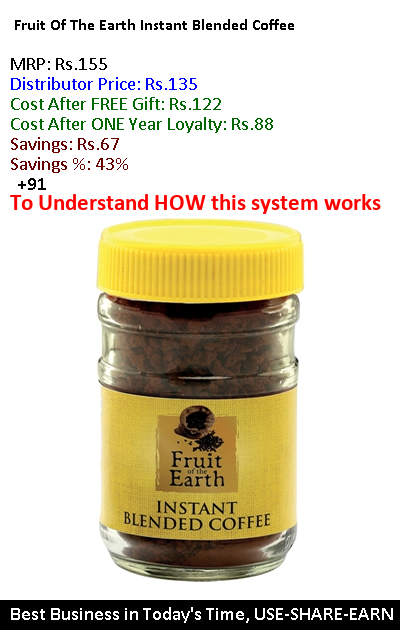 Fruit Of The Earth Instant Blended Coffee
MRP: Rs.155
Distributor Price: Rs.135
Cost After FREE Gift: Rs.122
Cost After ONE Year Loyalty: Rs.88
Savings: Rs.67
Savings %: 43%
+91
To Understand HOW this system works
Fruit
of the
Earth
INSTANT
BLENDED COFFEE
Best Business in Today's Time, USE-SHARE-EARN